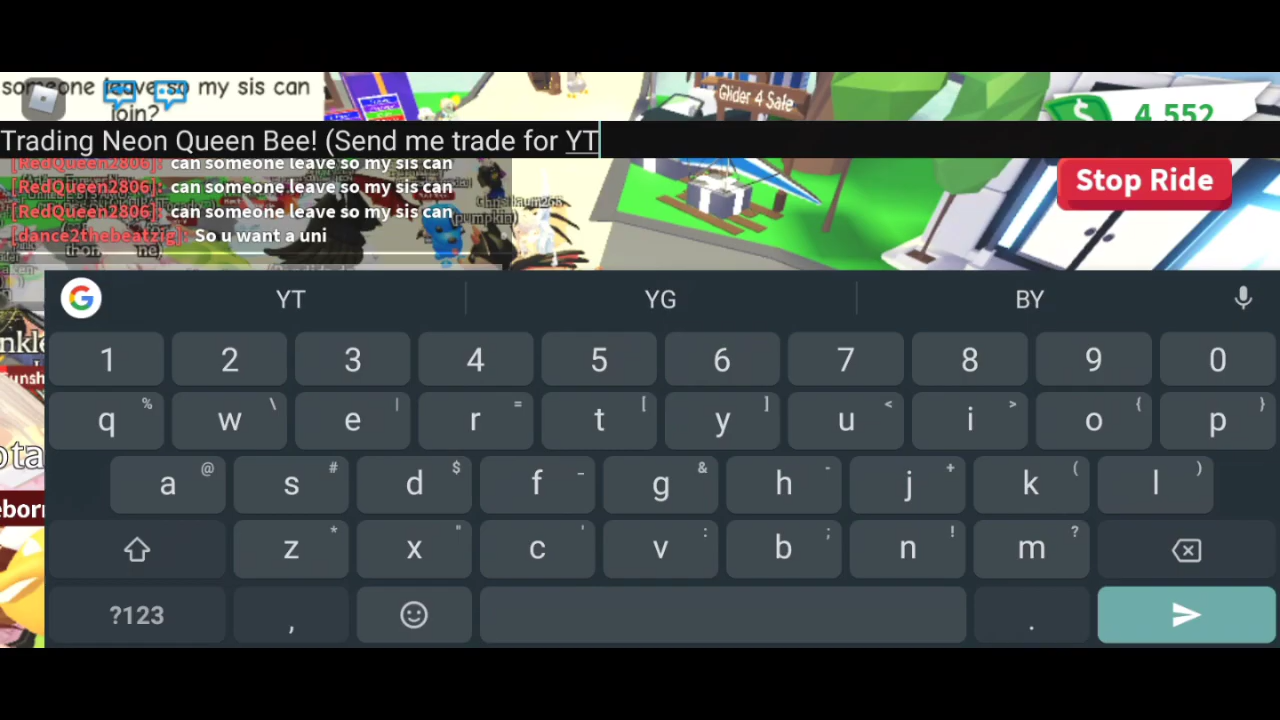 someone leave so my sis can
join?
Glider 4 Sale
4,552
Trading Neon Queen Bee! (Send me trade for YT
[RedQueen2806]: can someone leave so my sis can
[RedQueen2806]: can someone leave so my sis can
[RedQueen2806]: can someone leave so my sis can
[dance2thebeatzig]: So u want a uni
Stop Ride
(pumpkin)
YT YG BY
1 2 3 4 5 6 7 8 9 0
q % w \ e | r = t [ y ] u < i > o { p }
a @ s # d $ f _ g & h - j + k ( l )
z * x " c ' v : b ; n ! m ?
?123 , .